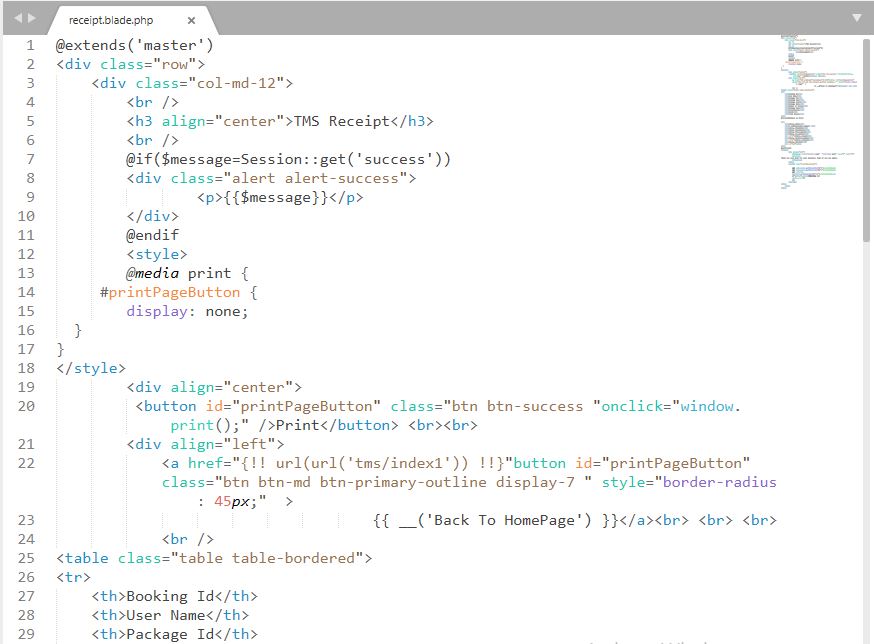 receipt.blade.php ×
1 @extends('master')
2 <div class="row">
3 <div class="col-md-12">
4 <br />
5 <h3 align="center">TMS Receipt</h3>
6 <br />
7 @if($message=Session::get('success'))
8 <div class="alert alert-success">
9 <p>{{$message}}</p>
10 </div>
11 @endif
12 <style>
13 @media print {
14 #printPageButton {
15 display: none;
16 }
17 }
18 </style>
19 <div align="center">
20 <button id="printPageButton" class="btn btn-success "onclick="window.
print();" />Print</button> <br><br>
21 <div align="left">
22 <a href="{!! url(url('tms/index1')) !!}"button id="printPageButton"
class="btn btn-md btn-primary-outline display-7 " style="border-radius
: 45px;" >
23 {{ __('Back To HomePage') }}</a><br> <br> <br>
24 <br />
25 <table class="table table-bordered">
26 <tr>
27 <th>Booking Id</th>
28 <th>User Name</th>
29 <th>Package Id</th>